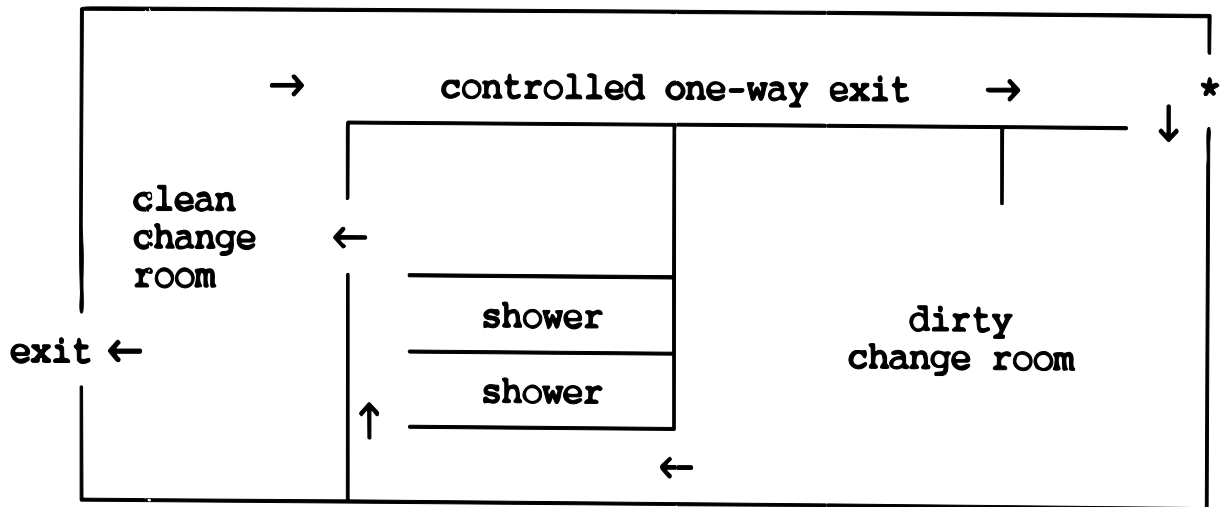 → controlled one-way exit → *
↓
clean
change
room
←
shower
dirty
exit ←
change room
shower
↑
←